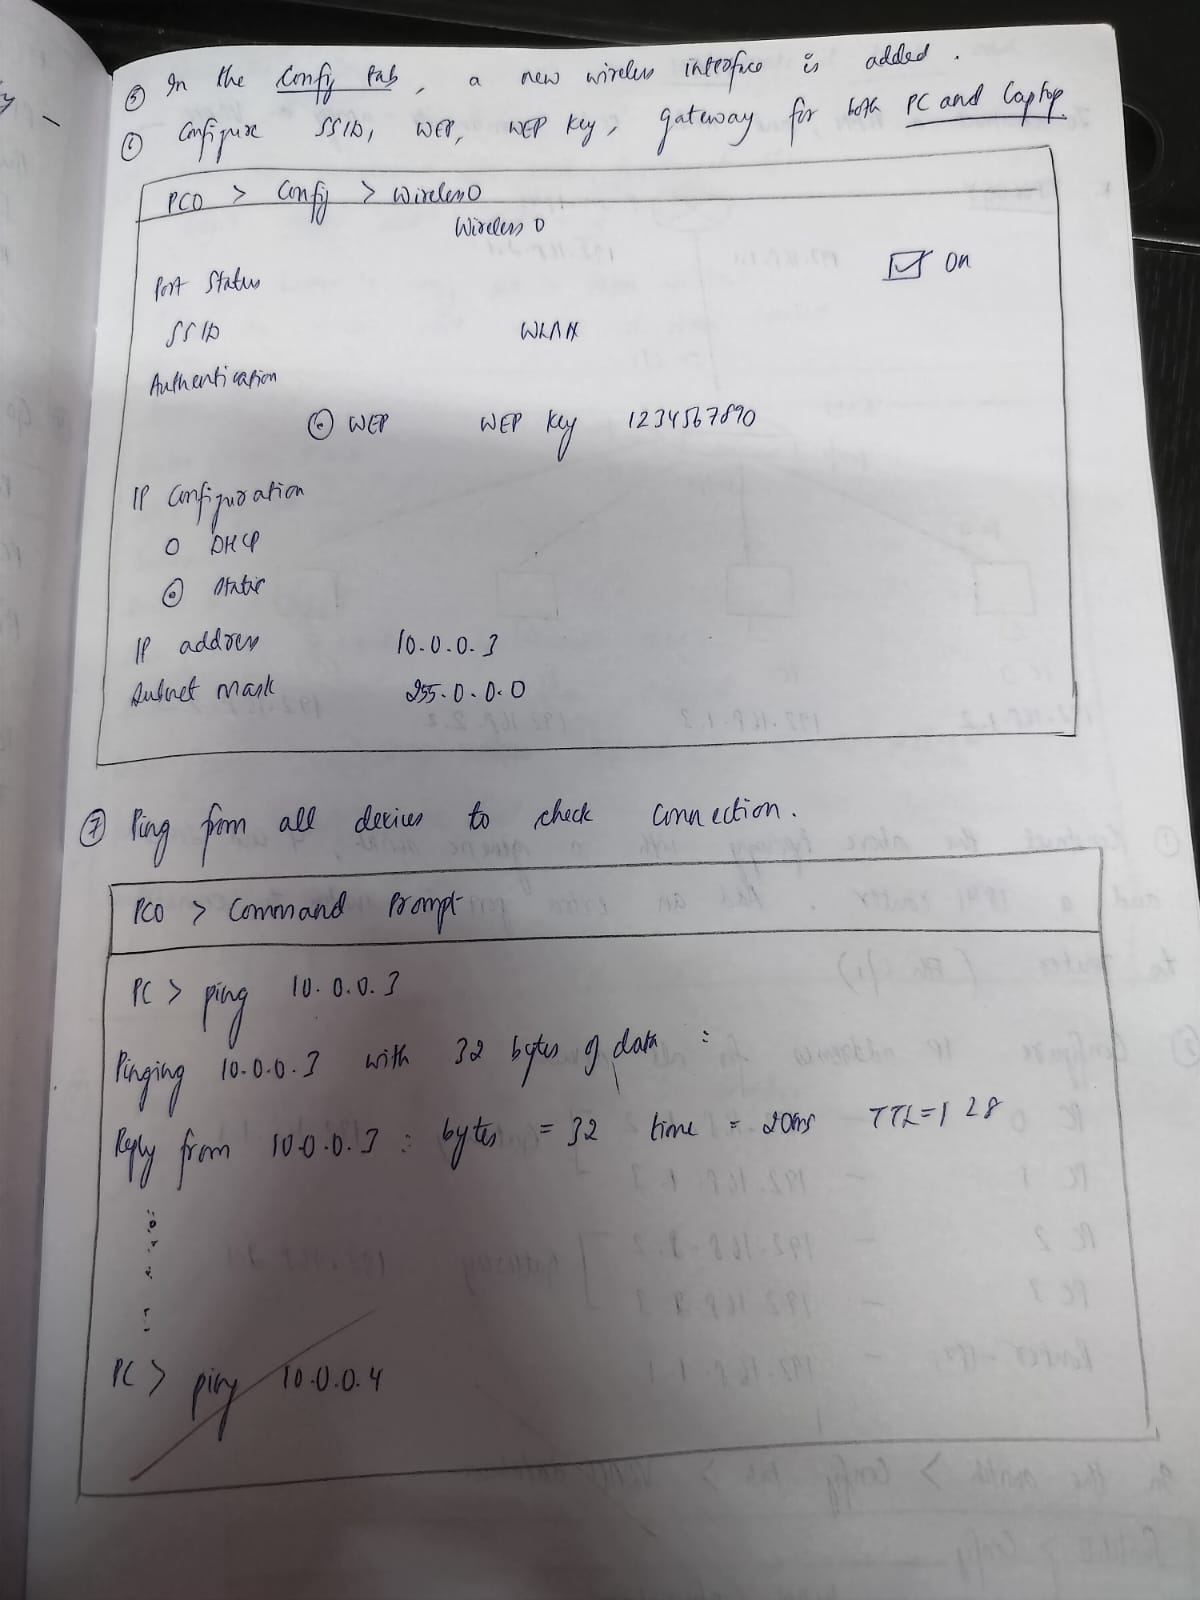 ⑤ In the Config tab, a new wireless interface is added.
⑥ Configure SSID, WEP, WEP key, gateway for both PC and Laptop.
PC0 > Config > Wireless0
Wireless 0
Port Status ☑ On
SSID WLAN
Authentication
⊙ WEP WEP key 1234567890
IP Configuration
○ DHCP
⊙ Static
IP address 10.0.0.3
Subnet mask 255.0.0.0
⑦ Ping from all devices to check connection.
PC0 > Command Prompt
PC > ping 10.0.0.3
Pinging 10.0.0.3 with 32 bytes of data :
Reply from 10.0.0.3 : bytes = 32 time = 20ms TTL=128
PC > ping 10.0.0.4